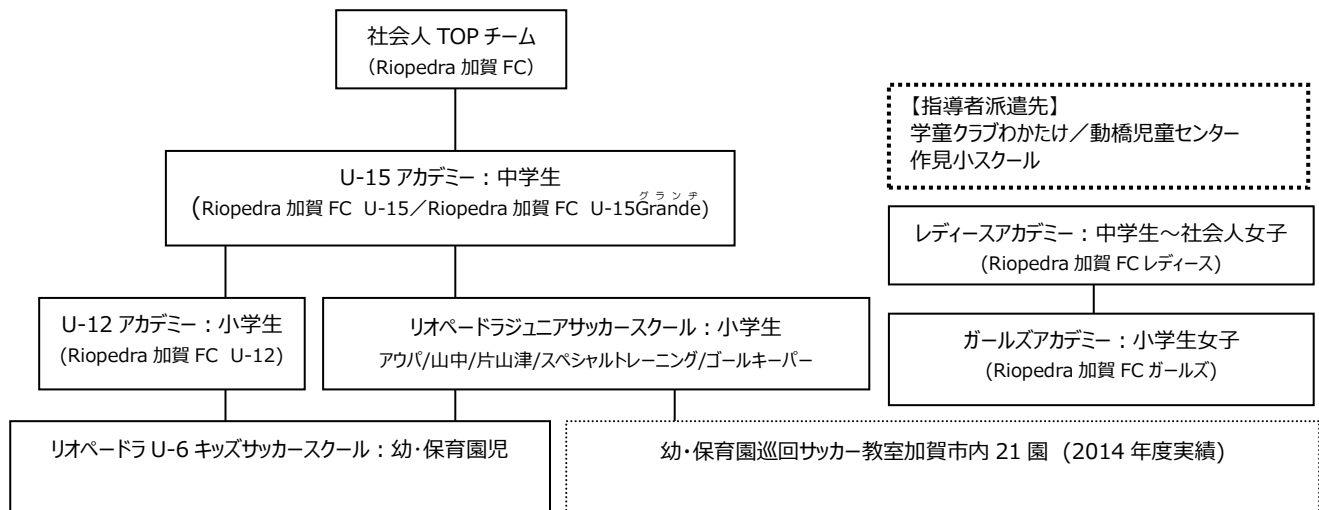 社会人 TOP チーム
(Riopedra 加賀 FC)
【指導者派遣先】
学童クラブわかたけ／動橋児童センター
作見小スクール
U-15 アカデミー：中学生
グランヂ
(Riopedra 加賀 FC U-15／Riopedra 加賀 FC U-15Grande)
レディースアカデミー：中学生～社会人女子
(Riopedra 加賀 FC レディース)
U-12 アカデミー：小学生
(Riopedra 加賀 FC U-12)
リオペードラジュニアサッカースクール：小学生
アウパ/山中/片山津/スペシャルトレーニング/ゴールキーパー
ガールズアカデミー：小学生女子
(Riopedra 加賀 FC ガールズ)
リオペードラ U-6 キッズサッカースクール：幼・保育園児
幼・保育園巡回サッカー教室加賀市内 21 園 (2014 年度実績)